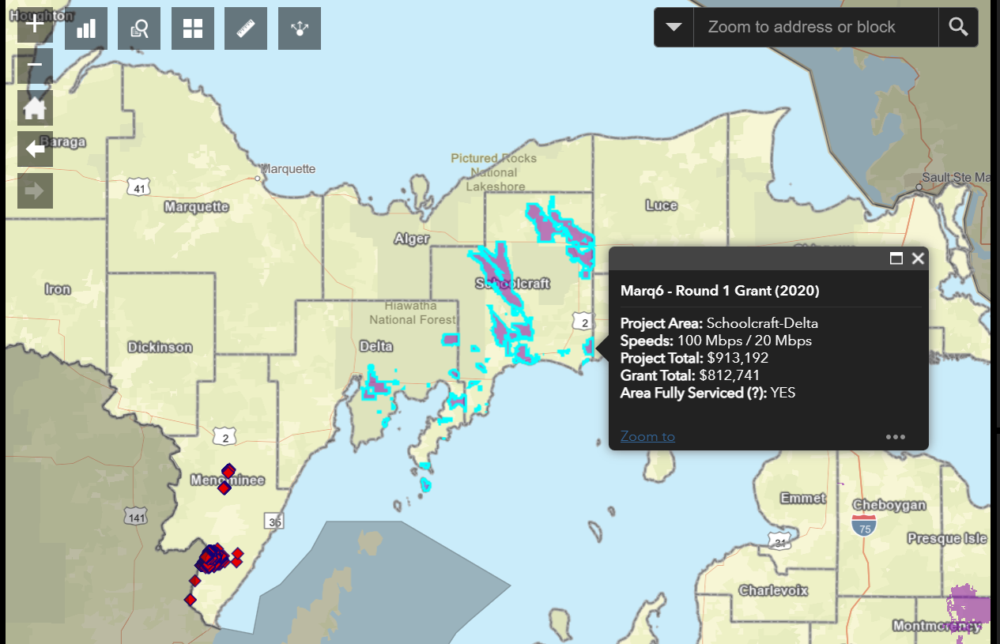 Houghton
Zoom to address or block
Baraga
Marquette
Pictured Rocks
National
Lakeshore
Sault Ste Ma
41
Marquette
Luce
Alger
Iron
Schoolcraft
Hiawatha
National Forest
2
Dickinson
Delta
Marq6 - Round 1 Grant (2020)
Project Area: Schoolcraft-Delta
Speeds: 100 Mbps / 20 Mbps
Project Total: $913,192
Grant Total: $812,741
Area Fully Serviced (?): YES
Zoom to
2
Menominee
141
35
Emmet
Cheboygan
75
31
Presque Isle
Charlevoix
Montmorency